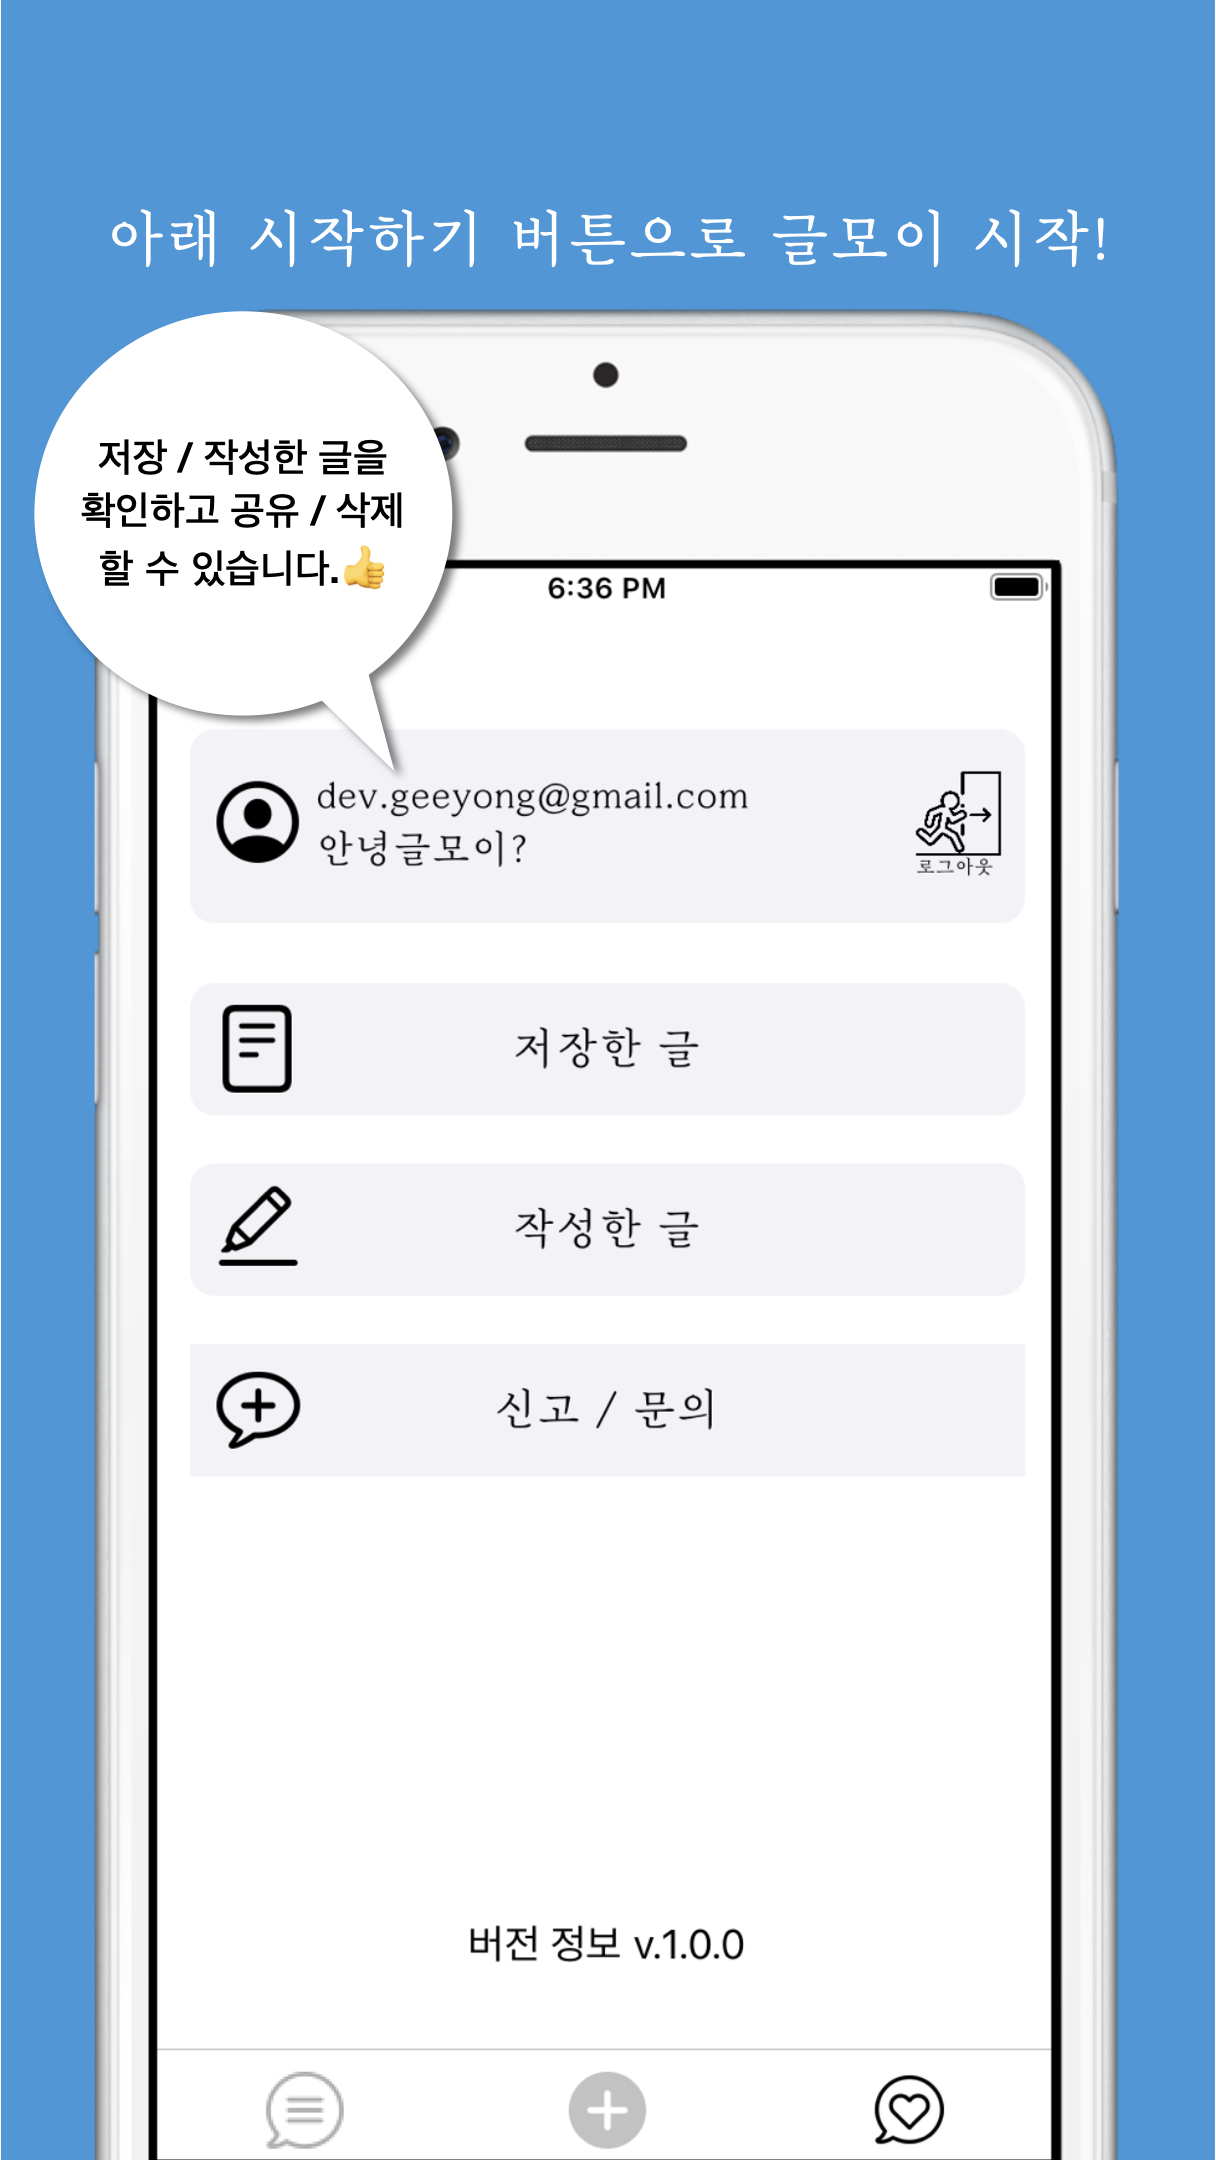 아래 시작하기 버튼으로 글모이 시작!
저장 / 작성한 글을
확인하고 공유 / 삭제
할 수 있습니다.👍
6:36 PM
dev.geeyong@gmail.com
안녕글모이?
로그아웃
저장한 글
작성한 글
신고 / 문의
버전 정보 v.1.0.0